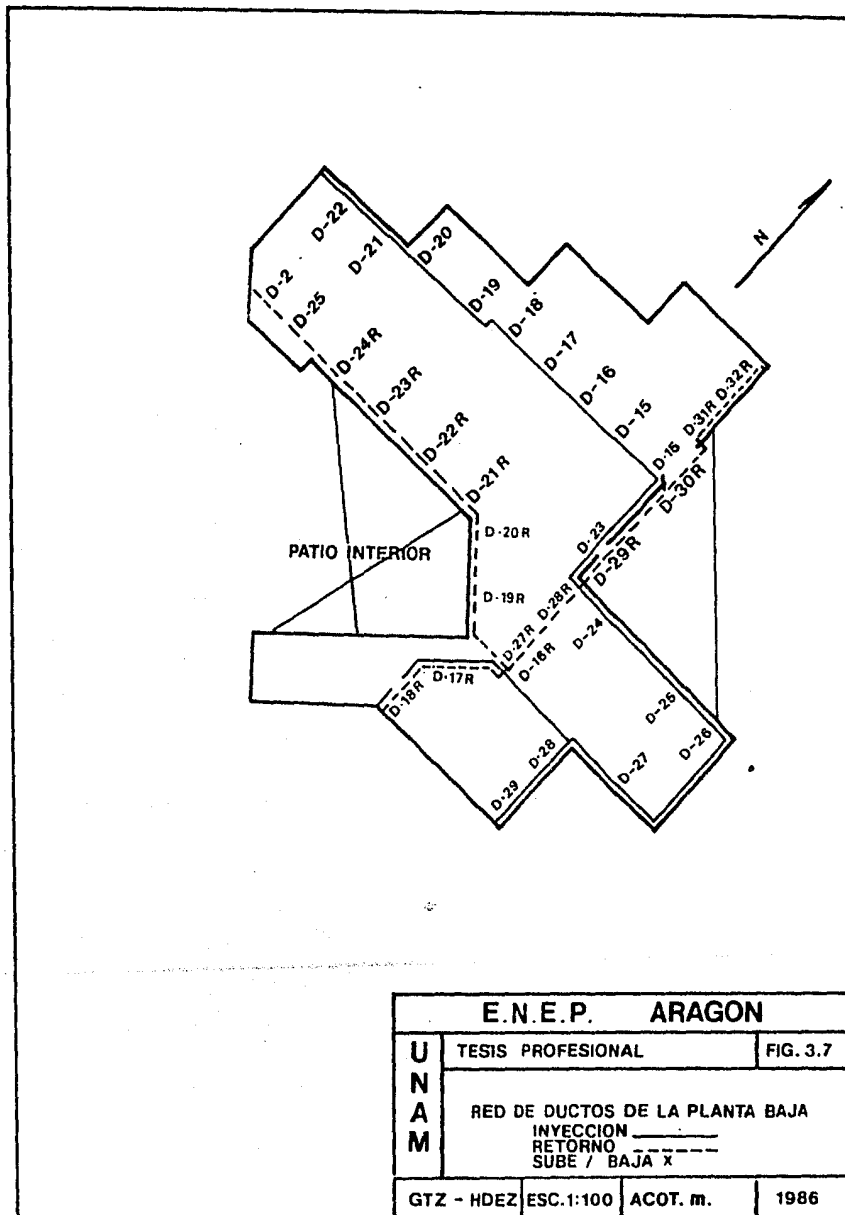 D-22
D-21
D-20
D-2
D-25
D-19
D-18
N
D-24R
D-17
D-23R
D-16
D-22R
D-15
D-32R
D-31R
D-21R
D-16
D-30R
D-20R
D-23
PATIO INTERIOR
D-29R
D-19R
D-28R
D-24
D-27R
D-16R
D-17R
D-18R
D-25
D-26
D-28
D-27
D-29
E.N.E.P. ARAGON
UNAM
TESIS PROFESIONAL
FIG. 3.7
RED DE DUCTOS DE LA PLANTA BAJA
INYECCION
RETORNO
SUBE / BAJA X
GTZ - HDEZ
ESC.1:100
ACOT. m.
1986